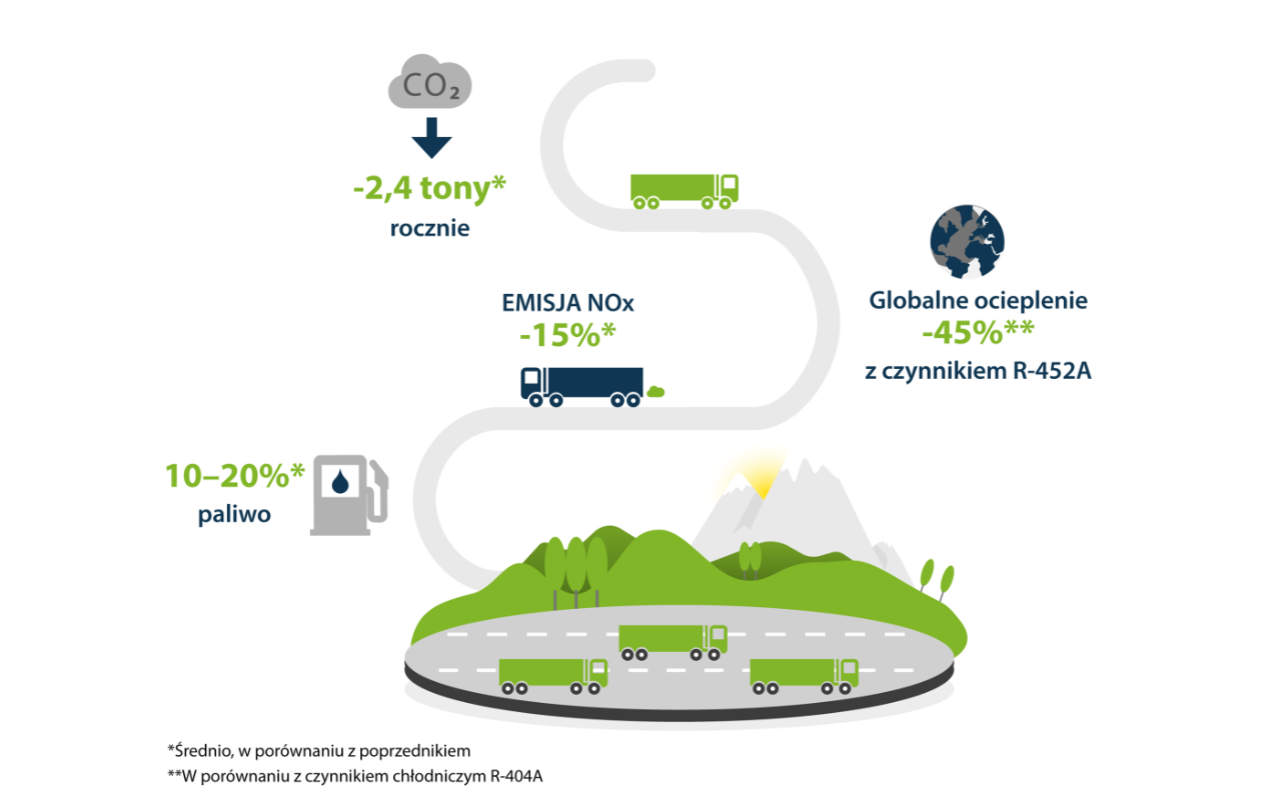 CO₂
-2,4 tony*
rocznie
EMISJA NOx
-15%*
Globalne ocieplenie
-45%**
z czynnikiem R-452A
10–20%*
paliwo
*Średnio, w porównaniu z poprzednikiem
**W porównaniu z czynnikiem chłodniczym R-404A